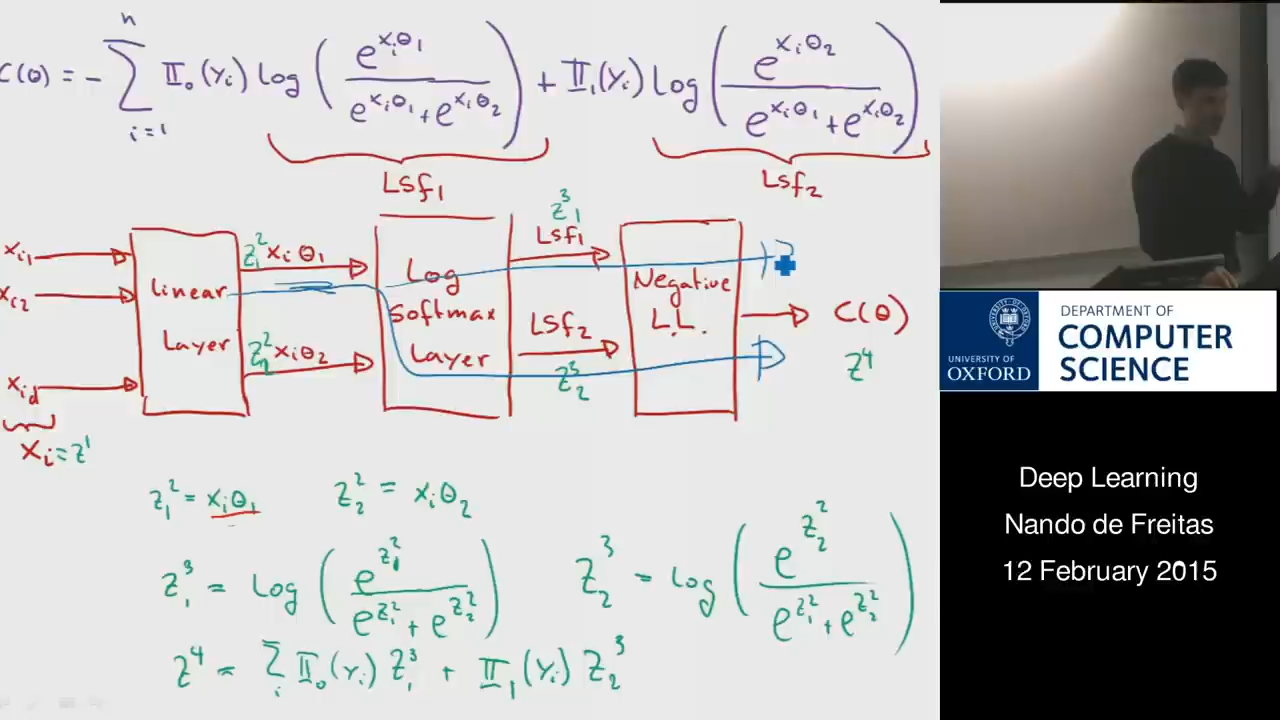 n
C(θ) = - Σ 𝕀₀(yᵢ) log ( e^{xᵢθ₁} / (e^{xᵢθ₁} + e^{xᵢθ₂}) ) + 𝕀₁(yᵢ) log ( e^{xᵢθ₂} / (e^{xᵢθ₁} + e^{xᵢθ₂}) )
i=1
Lsf₁
Lsf₂
xᵢ₁
xᵢ₂
xᵢd
xᵢ = z¹
linear
Layer
z₁² xᵢθ₁
z₂² xᵢθ₂
Log
softmax
Layer
z₁³
Lsf₁
Lsf₂
z₂³
Negative
L.L.
C(θ)
z⁴
z₁² = xᵢθ₁
z₂² = xᵢθ₂
z₁³ = log ( e^{z₁²} / (e^{z₁²} + e^{z₂²}) )
z₂³ = log ( e^{z₂²} / (e^{z₁²} + e^{z₂²}) )
z⁴ = Σᵢ 𝕀₀(yᵢ) z₁³ + 𝕀₁(yᵢ) z₂³
UNIVERSITY OF
OXFORD
DEPARTMENT OF
COMPUTER
SCIENCE
Deep Learning
Nando de Freitas
12 February 2015